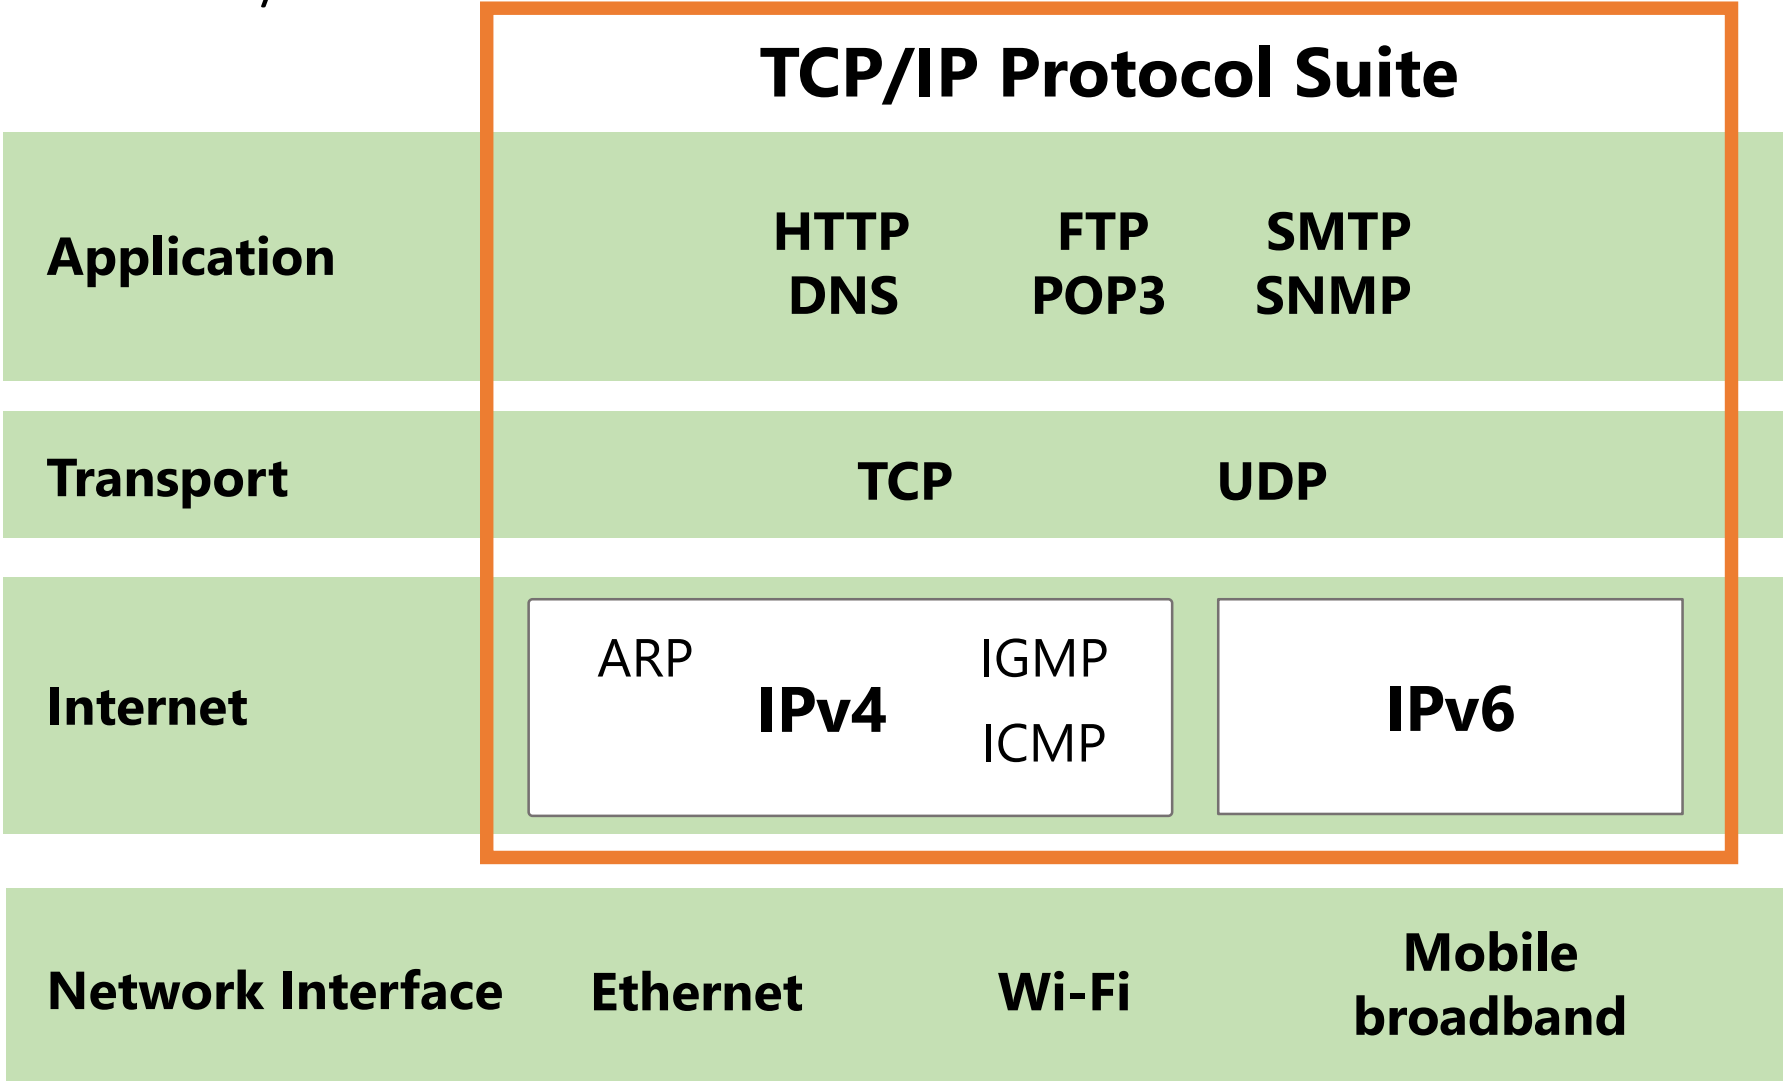 TCP/IP Protocol Suite
Application
HTTP FTP SMTP
DNS POP3 SNMP
Transport TCP UDP
Internet
ARP IGMP
IPv4 IPv6
ICMP
Network Interface Ethernet Wi-Fi Mobile
broadband